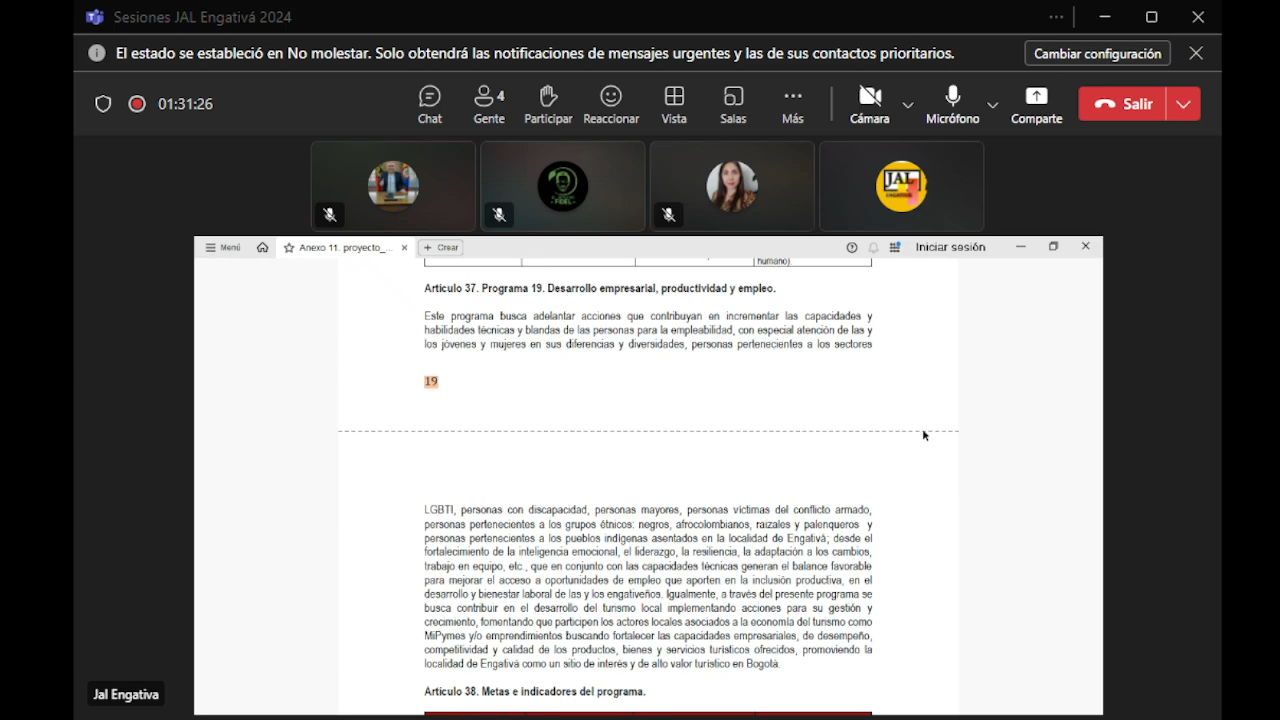 Sesiones JAL Engativá 2024
El estado se estableció en No molestar. Solo obtendrá las notificaciones de mensajes urgentes y las de sus contactos prioritarios.
Cambiar configuración
01:31:26
Chat
Gente
4
Participar
Reaccionar
Vista
Salas
Más
Cámara
Micrófono
Comparte
Salir
FIDEL
JAL
ENGATIVÁ
Menú
Anexo 11. proyecto_...
Crear
Iniciar sesión
humano).
Artículo 37. Programa 19. Desarrollo empresarial, productividad y empleo.
Este programa busca adelantar acciones que contribuyan en incrementar las capacidades y
habilidades técnicas y blandas de las personas para la empleabilidad, con especial atención de las y
los jóvenes y mujeres en sus diferencias y diversidades, personas pertenecientes a los sectores
19
LGBTI, personas con discapacidad, personas mayores, personas víctimas del conflicto armado,
personas pertenecientes a los grupos étnicos: negros, afrocolombianos, raizales y palenqueros y
personas pertenecientes a los pueblos indígenas asentados en la localidad de Engativá; desde el
fortalecimiento de la inteligencia emocional, el liderazgo, la resiliencia, la adaptación a los cambios,
trabajo en equipo, etc., que en conjunto con las capacidades técnicas generan el balance favorable
para mejorar el acceso a oportunidades de empleo que aporten en la inclusión productiva, en el
desarrollo y bienestar laboral de las y los engativeños. Igualmente, a través del presente programa se
busca contribuir en el desarrollo del turismo local implementando acciones para su gestión y
crecimiento, fomentando que participen los actores locales asociados a la economía del turismo como
MiPymes y/o emprendimientos buscando fortalecer las capacidades empresariales, de desempeño,
competitividad y calidad de los productos, bienes y servicios turísticos ofrecidos, promoviendo la
localidad de Engativá como un sitio de interés y de alto valor turístico en Bogotá.
Artículo 38. Metas e indicadores del programa.
Jal Engativa